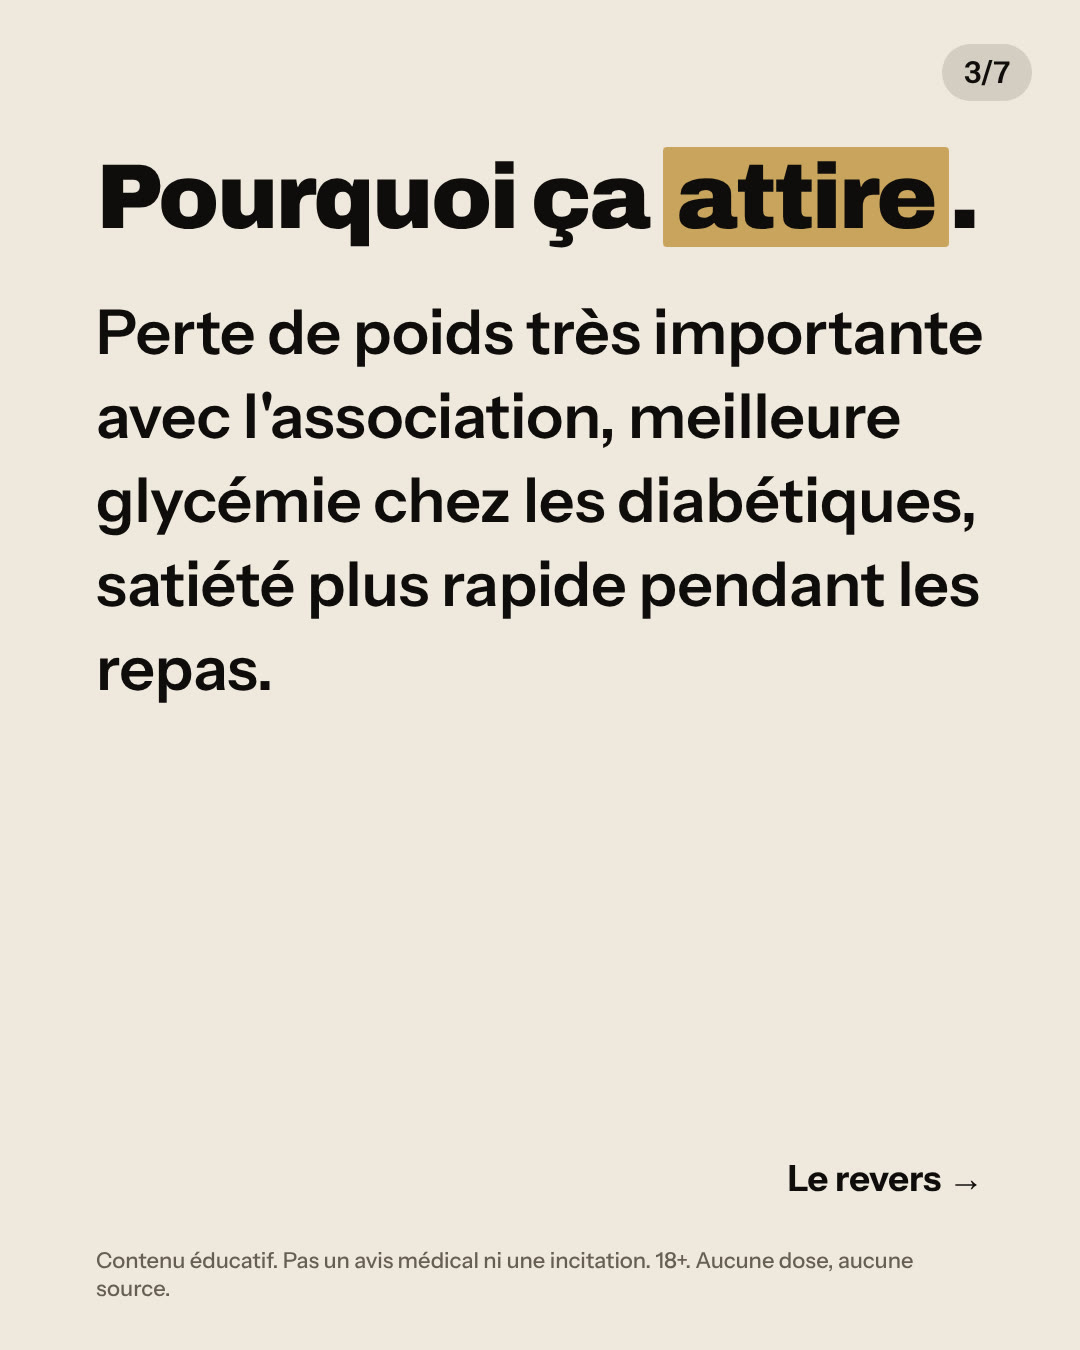 3/7
Pourquoi ça attire.
Perte de poids très importante
avec l'association, meilleure
glycémie chez les diabétiques,
satiété plus rapide pendant les
repas.
Le revers →
Contenu éducatif. Pas un avis médical ni une incitation. 18+. Aucune dose, aucune
source.